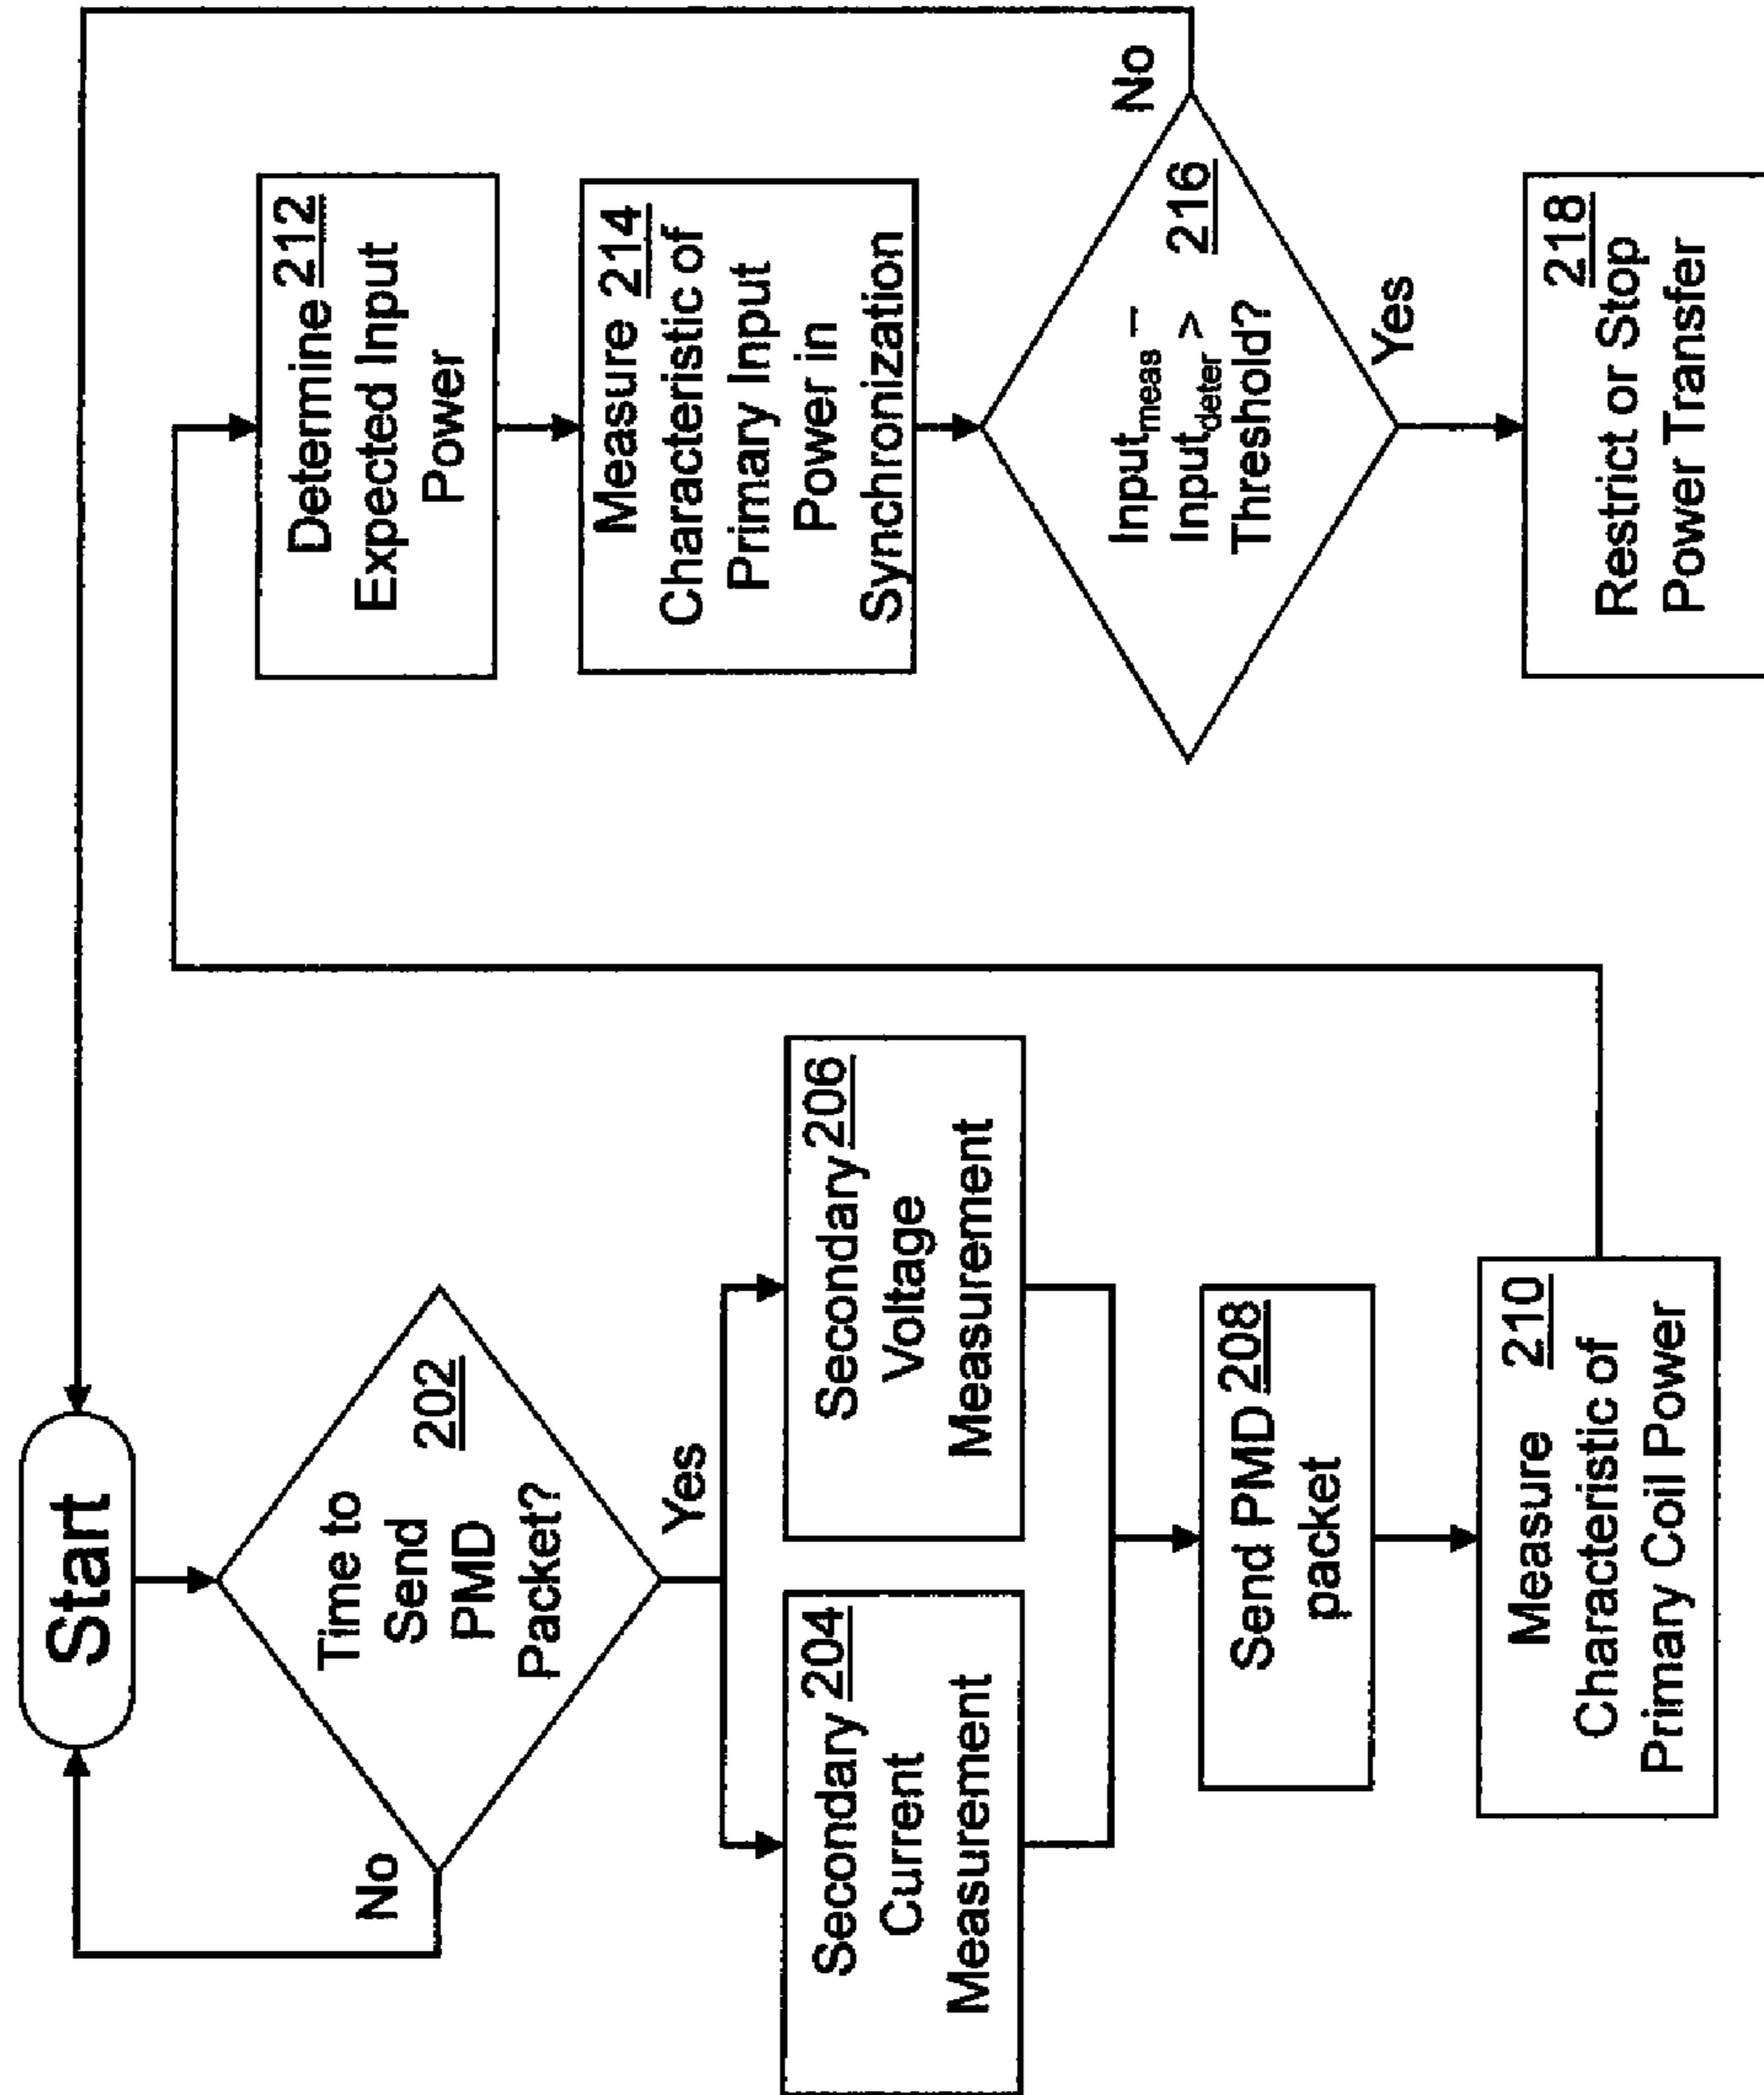 Start
Time to
Send 202
PMD
Packet?
No
Yes
Secondary 204
Current
Measurement
Secondary 206
Voltage
Measurement
Send PMD 208
packet
Measure 210
Characteristic of
Primary Coil Power
Determine 212
Expected Input
Power
Measure 214
Characteristic of
Primary Input
Power in
Synchronization
Inputmeas –
Inputdeter > 216
Threshold?
No
Yes
218
Restrict or Stop
Power Transfer